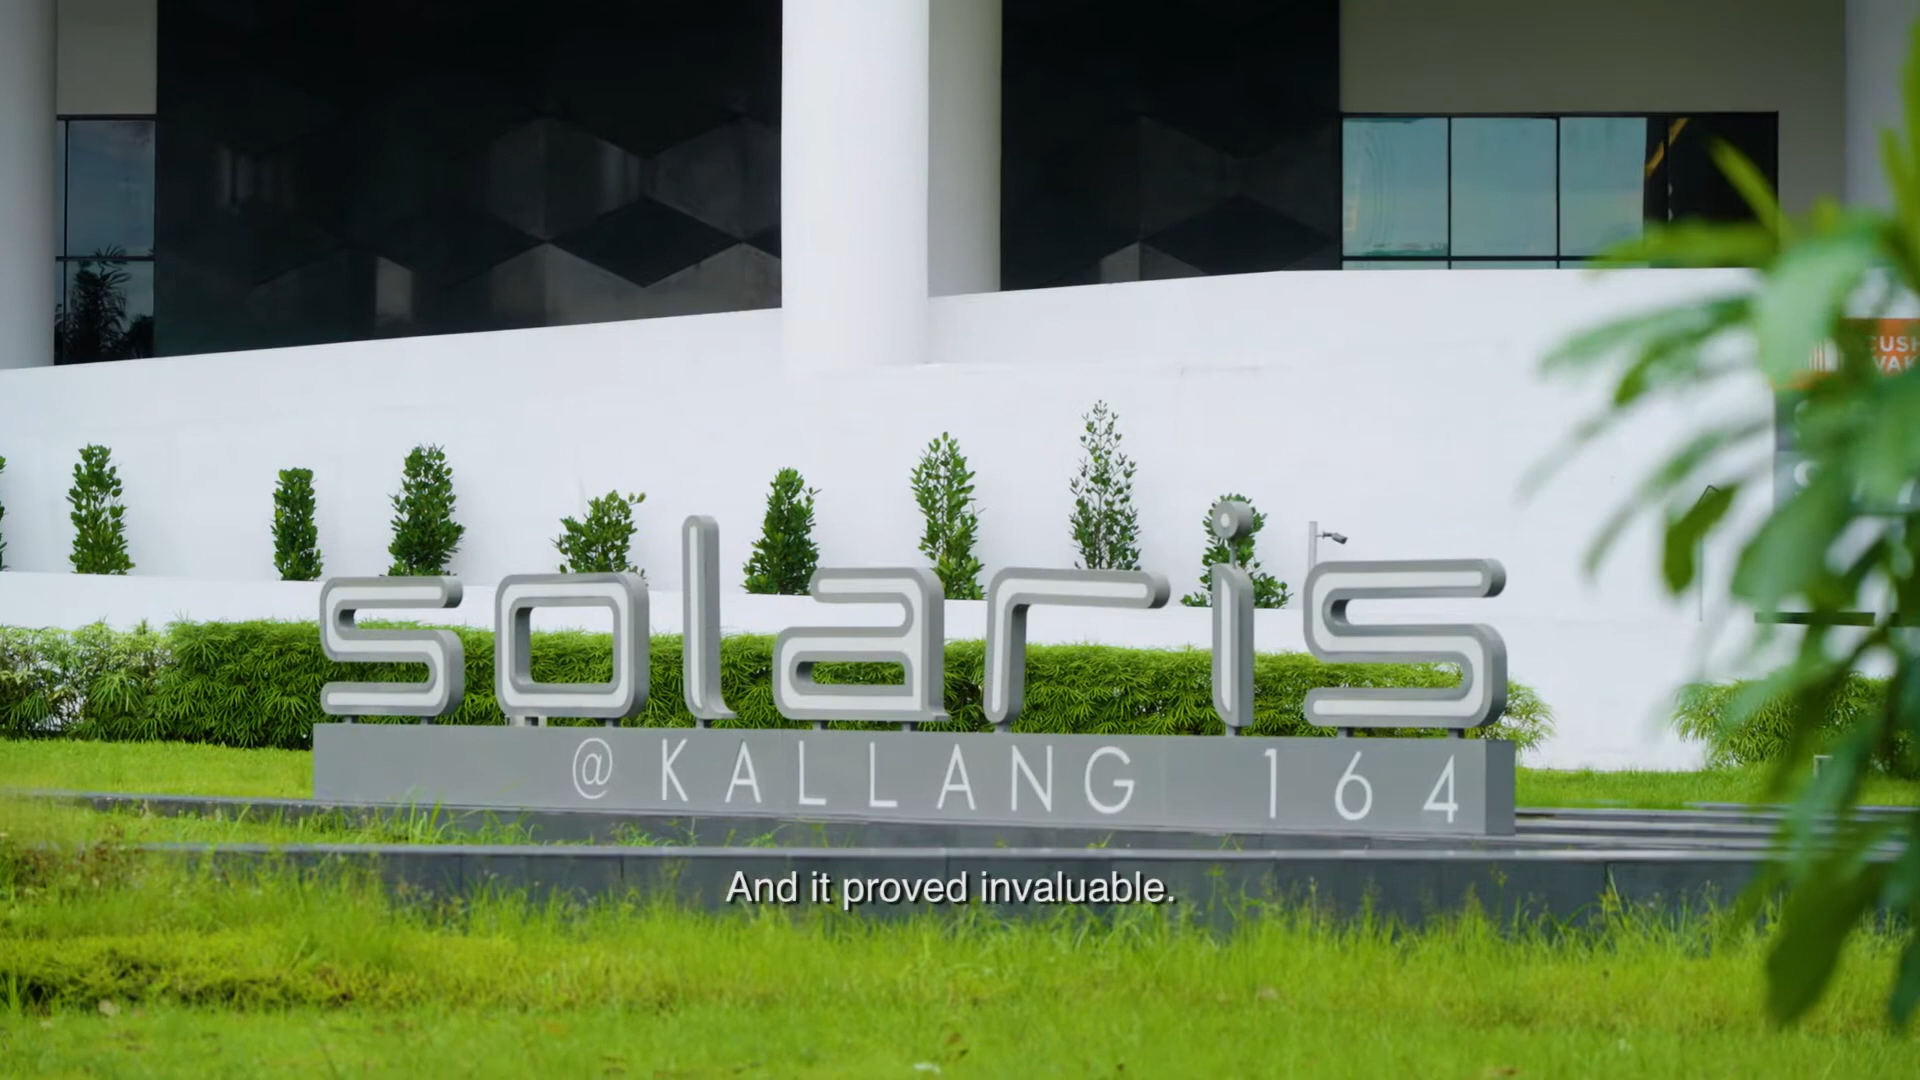 solaris
@KALLANG 164
And it proved invaluable.